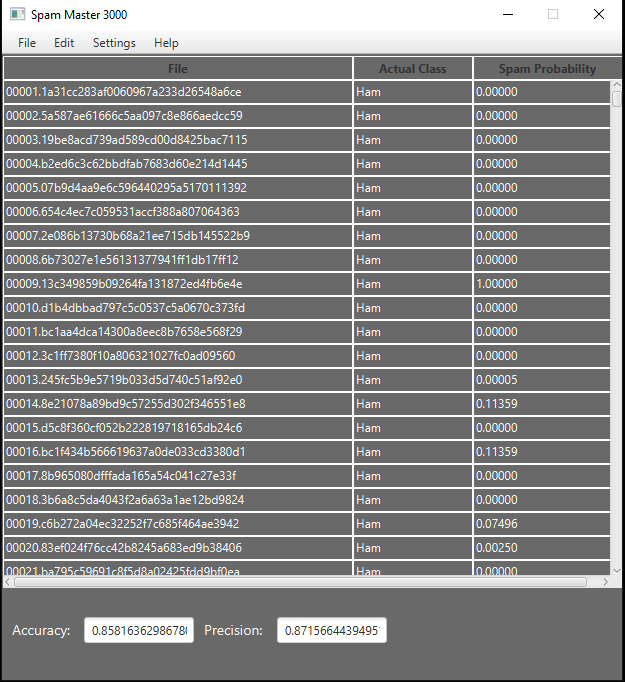 Spam Master 3000
File Edit Settings Help
File Actual Class Spam Probability
00001.1a31cc283af0060967a233d26548a6ce Ham 0.00000
00002.5a587ae61666c5aa097c8e866aedcc59 Ham 0.00000
00003.19be8acd739ad589cd00d8425bac7115 Ham 0.00000
00004.b2ed6c3c62bbdfab7683d60e214d1445 Ham 0.00000
00005.07b9d4aa9e6c596440295a5170111392 Ham 0.00000
00006.654c4ec7c059531accf388a807064363 Ham 0.00000
00007.2e086b13730b68a21ee715db145522b9 Ham 0.00000
00008.6b73027e1e56131377941ff1db17ff12 Ham 0.00000
00009.13c349859b09264fa131872ed4fb6e4e Ham 1.00000
00010.d1b4dbbad797c5c0537c5a0670c373fd Ham 0.00000
00011.bc1aa4dca14300a8eec8b7658e568f29 Ham 0.00000
00012.3c1ff7380f10a806321027fc0ad09560 Ham 0.00000
00013.245fc5b9e5719b033d5d740c51af92e0 Ham 0.00005
00014.8e21078a89bd9c57255d302f346551e8 Ham 0.11359
00015.d5c8f360cf052b222819718165db24c6 Ham 0.00000
00016.bc1f434b566619637a0de033cd3380d1 Ham 0.11359
00017.8b965080dfffada165a54c041c27e33f Ham 0.00000
00018.3b6a8c5da4043f2a6a63a1ae12bd9824 Ham 0.00000
00019.c6b272a04ec32252f7c685f464ae3942 Ham 0.07496
00020.83ef024f76cc42b8245a683ed9b38406 Ham 0.00250
00021.ba795c59691c8f5d8a02425fdd9bf0ea Ham 0.00000
Accuracy: 0.858163629867​8 Precision: 0.8715664439495